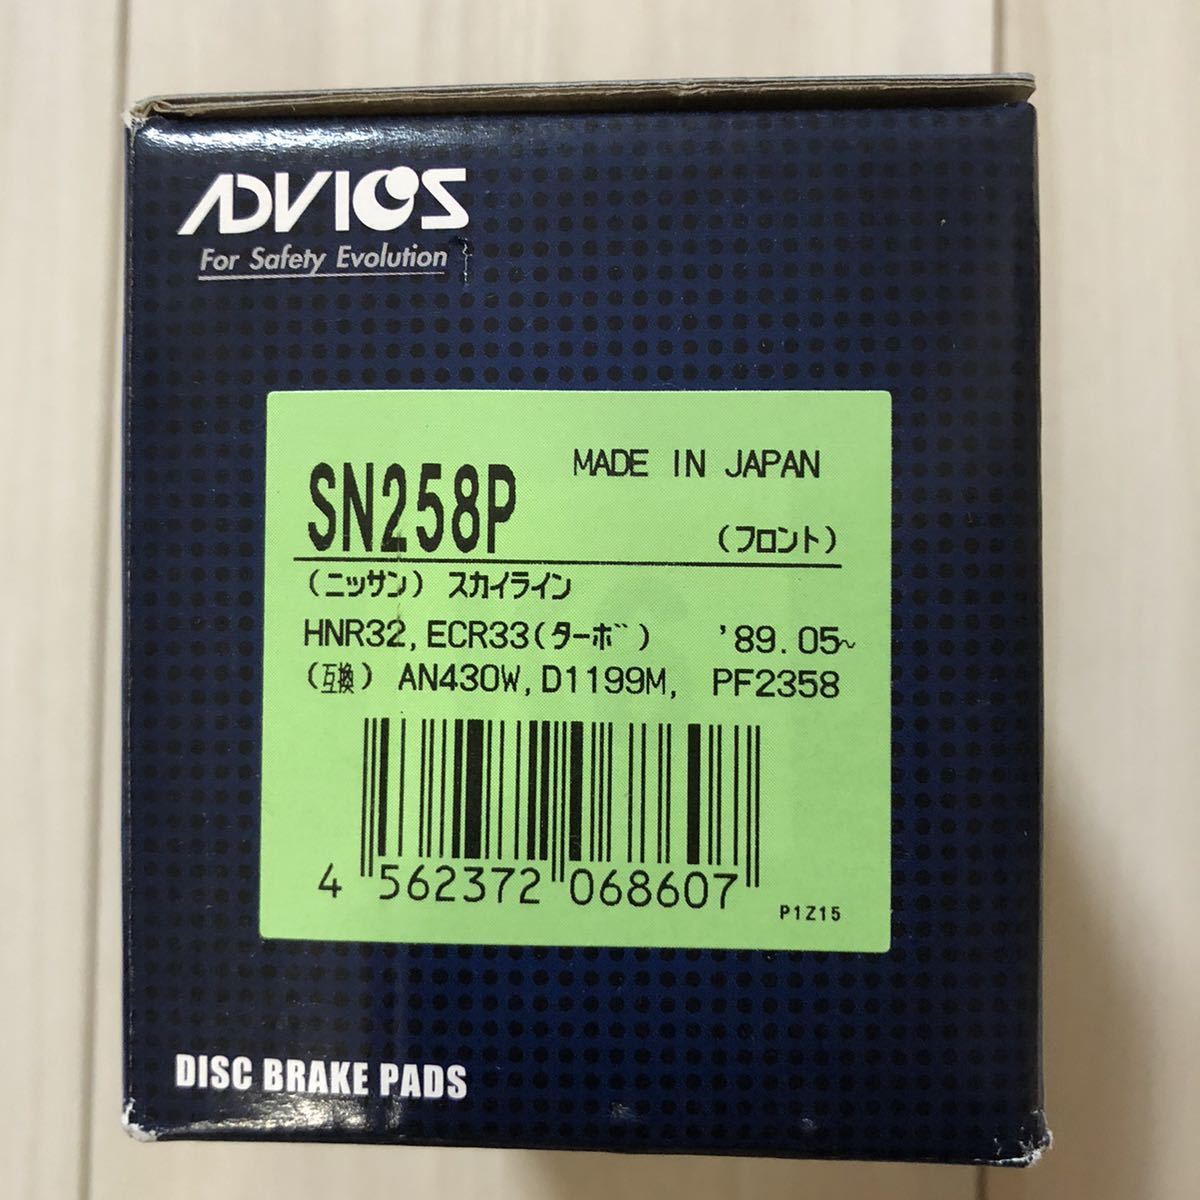 ADVICS
For Safety Evolution
MADE IN JAPAN
SN258P
(フロント)
(ニッサン) スカイライン
HNR32, ECR33(ターボ) '89.05~
(互換) AN430W, D1199M, PF2358
4 562372 068607
P1Z15
DISC BRAKE PADS